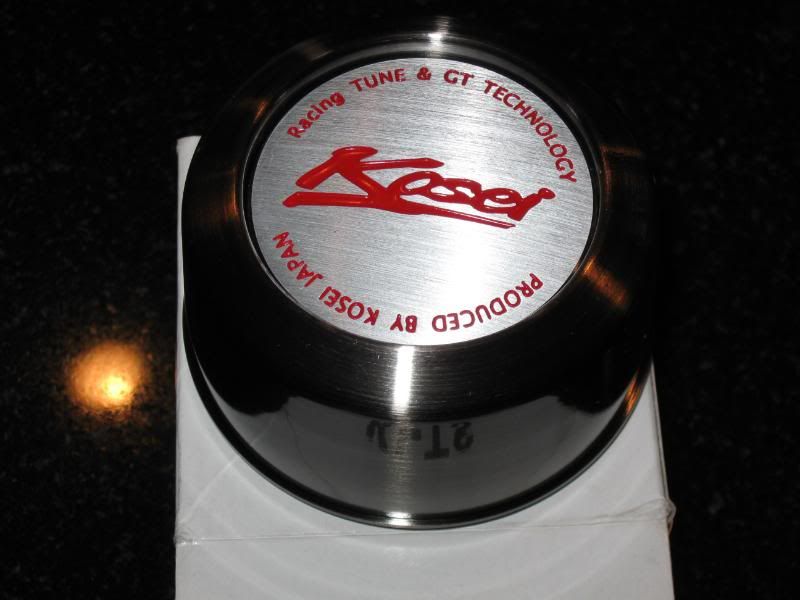 Racing TUNE & GT TECHNOLOGY
Kosei
PRODUCED BY KOSEI JAPAN